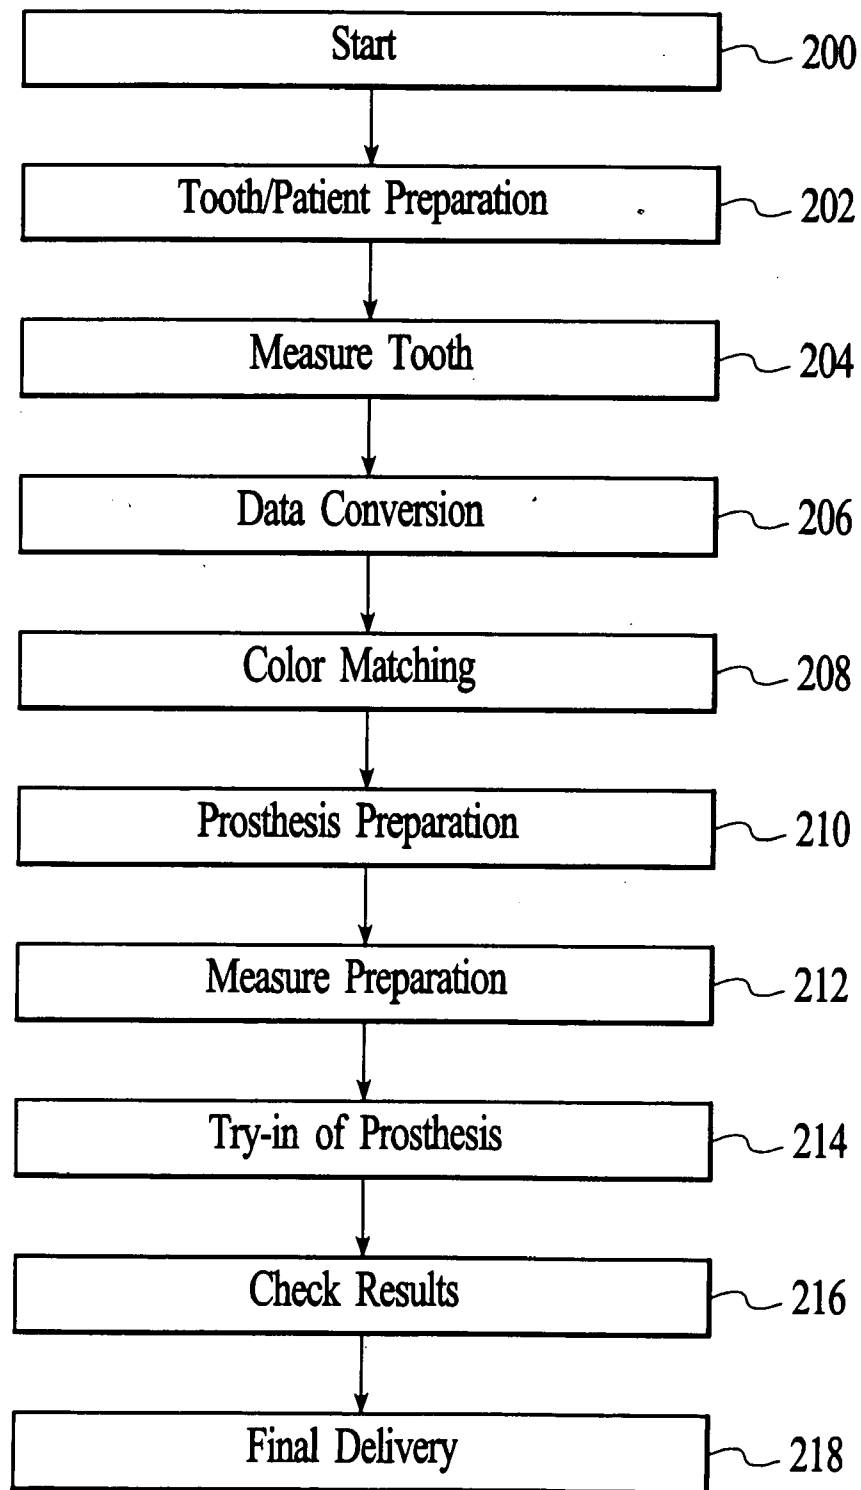 Start 200
Tooth/Patient Preparation 202
Measure Tooth 204
Data Conversion 206
Color Matching 208
Prosthesis Preparation 210
Measure Preparation 212
Try-in of Prosthesis 214
Check Results 216
Final Delivery 218